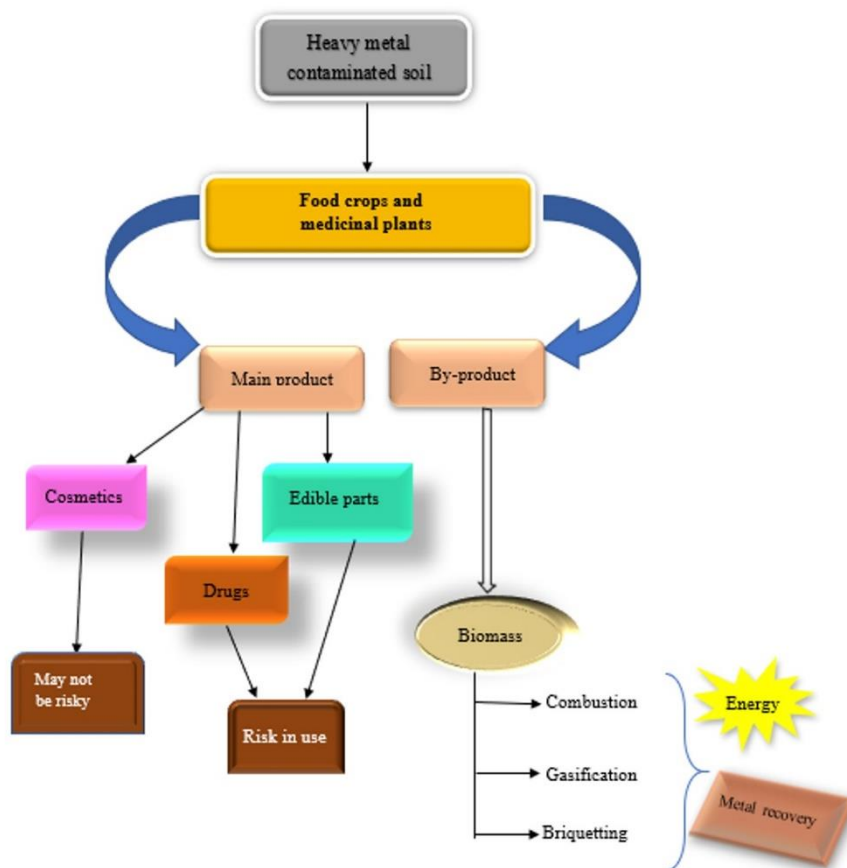 Heavy metal
contaminated soil
Food crops and
medicinal plants
Main product
By-product
Cosmetics
Edible parts
Drugs
Biomass
May not
be risky
Risk in use
Combustion
Energy
Gasification
Metal recovery
Briquetting